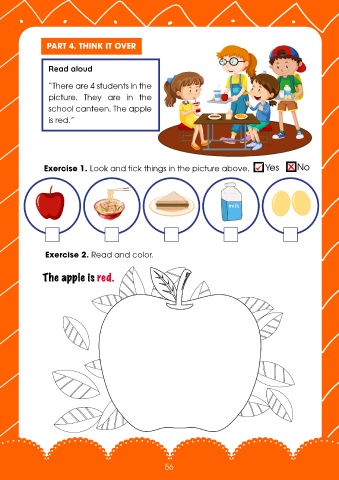 PART 4. THINK IT OVER
Read aloud
“There are 4 students in the
picture. They are in the
school canteen. The apple
is red.”
Exercise 1. Look and tick things in the picture above. Yes No
milk
Exercise 2. Read and color.
The apple is red.
56